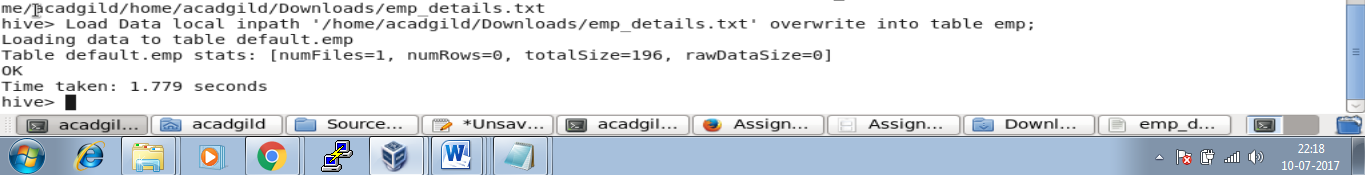 me/acadgild/home/acadgild/Downloads/emp_details.txt
hive> Load Data local inpath '/home/acadgild/Downloads/emp_details.txt' overwrite into table emp;
Loading data to table default.emp
Table default.emp stats: [numFiles=1, numRows=0, totalSize=196, rawDataSize=0]
OK
Time taken: 1.779 seconds
hive>
acadgil... acadgild Source... *Unsav... acadgil... Assign... Assign... Downl... emp_d...
W
22:18
10-07-2017